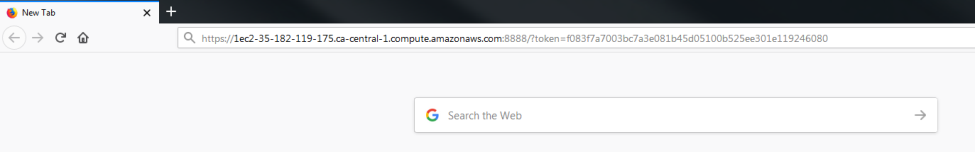 New Tab
https://1ec2-35-182-119-175.ca-central-1.compute.amazonaws.com:8888/?token=f083f7a7003bc7a3e081b45d05100b525ee301e119246080
Search the Web